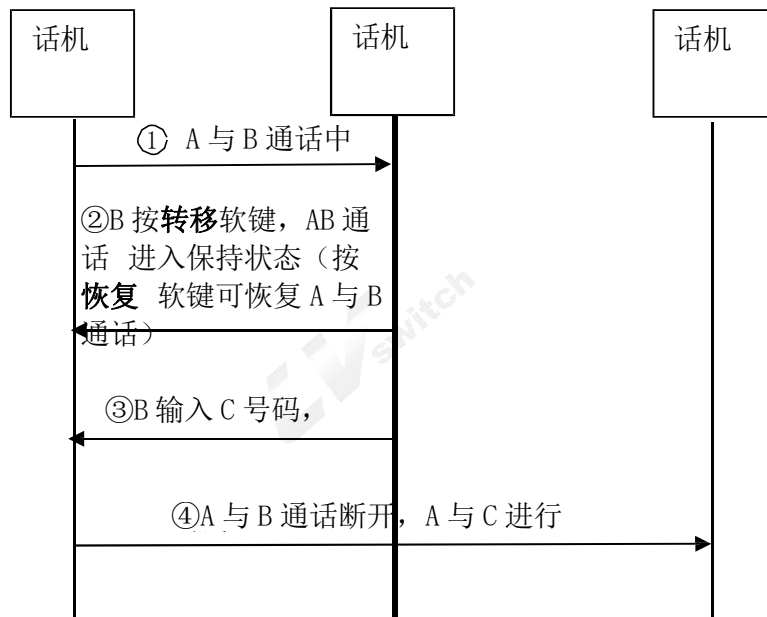 话机
话机
话机
① A 与 B 通话中
②B 按转移软键，AB 通
话 进入保持状态（按
恢复 软键可恢复 A 与 B
通话）
③B 输入 C 号码，
④A 与 B 通话断开，A 与 C 进行
LVswitch